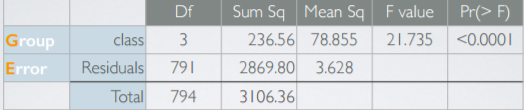 Df Sum Sq Mean Sq F value Pr(> F)
Group class 3 236.56 78.855 21.735 <0.0001
Error Residuals 791 2869.80 3.628
Total 794 3106.36